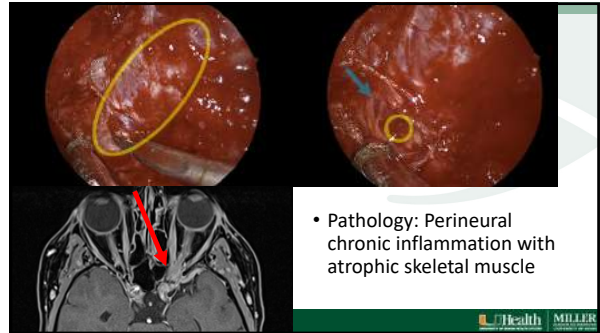 • Pathology: Perineural
chronic inflammation with
atrophic skeletal muscle
UHealth
MILLER